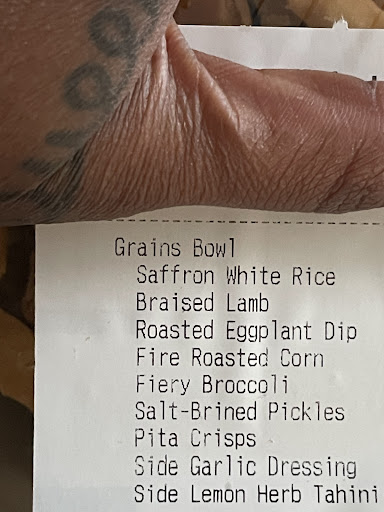 Grains Bowl
Saffron White Rice
Braised Lamb
Roasted Eggplant Dip
Fire Roasted Corn
Fiery Broccoli
Salt-Brined Pickles
Pita Crisps
Side Garlic Dressing
Side Lemon Herb Tahini